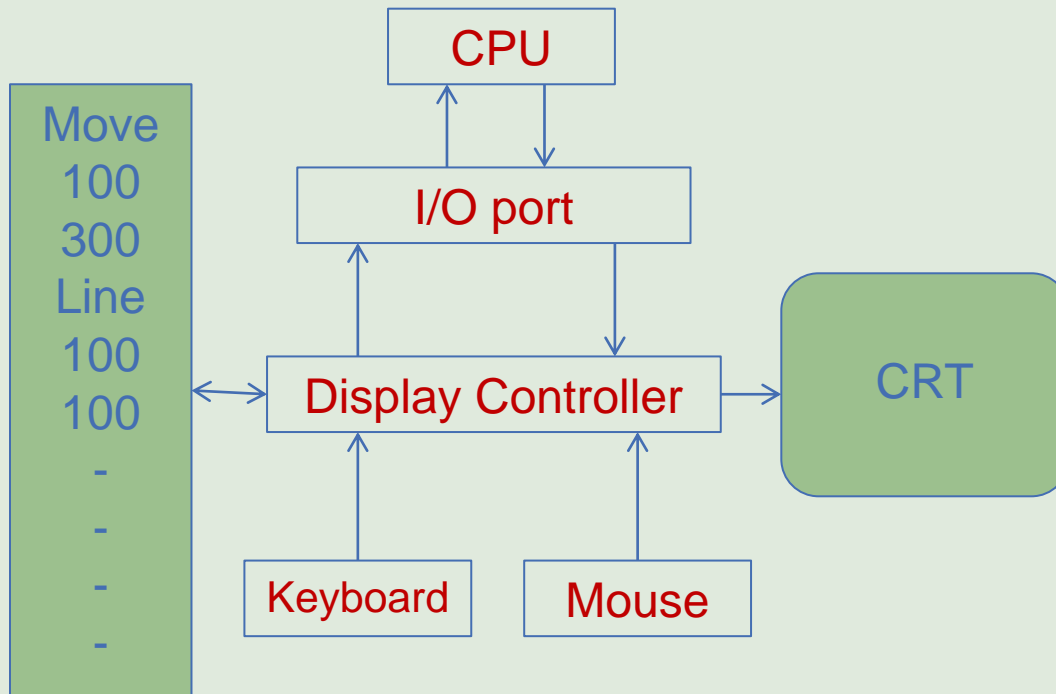 CPU
Move
100
300
Line
100
100
-
-
-
-
I/O port
Display Controller
CRT
Keyboard
Mouse